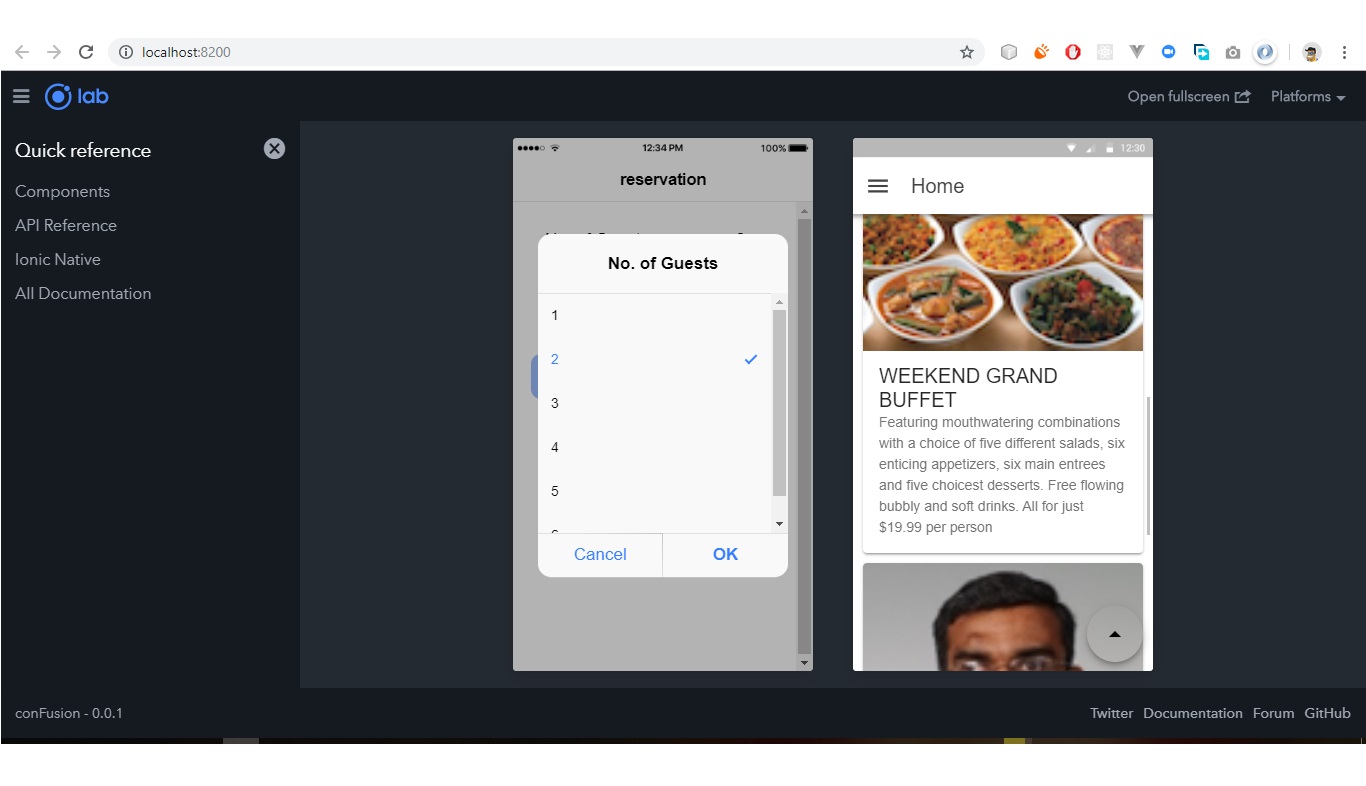 localhost:8200
lab
Open fullscreen
Platforms
Quick reference
Components
API Reference
Ionic Native
All Documentation
12:34 PM
100%
reservation
No. of Guests
1
2
3
4
5
Cancel
OK
12:30
Home
WEEKEND GRAND
BUFFET
Featuring mouthwatering combinations
with a choice of five different salads, six
enticing appetizers, six main entrees
and five choicest desserts. Free flowing
bubbly and soft drinks. All for just
$19.99 per person
conFusion - 0.0.1
Twitter Documentation Forum GitHub